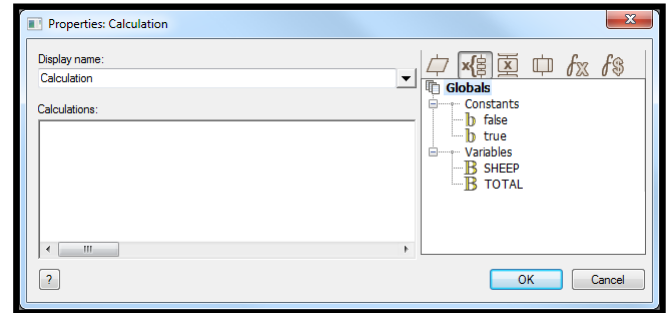 Properties: Calculation
Display name:
Calculation
Calculations:
Globals
Constants
b false
b true
Variables
B SHEEP
B TOTAL
?
OK
Cancel